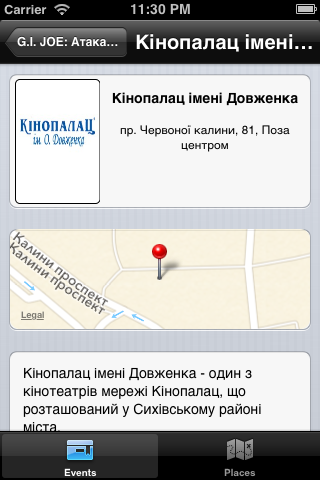 Carrier 11:30 PM
G.I. JOE: Атака... Кінопалац імені...
КІНОПАЛАЦ
ім. О. Довженка
Кінопалац імені Довженка
пр. Червоної калини, 81, Поза
центром
Калини проспект
Калини проспект
Legal
Кінопалац імені Довженка - один з
кінотеатрів мережі Кінопалац, що
розташований у Сихівському районі
міста.
Events Places